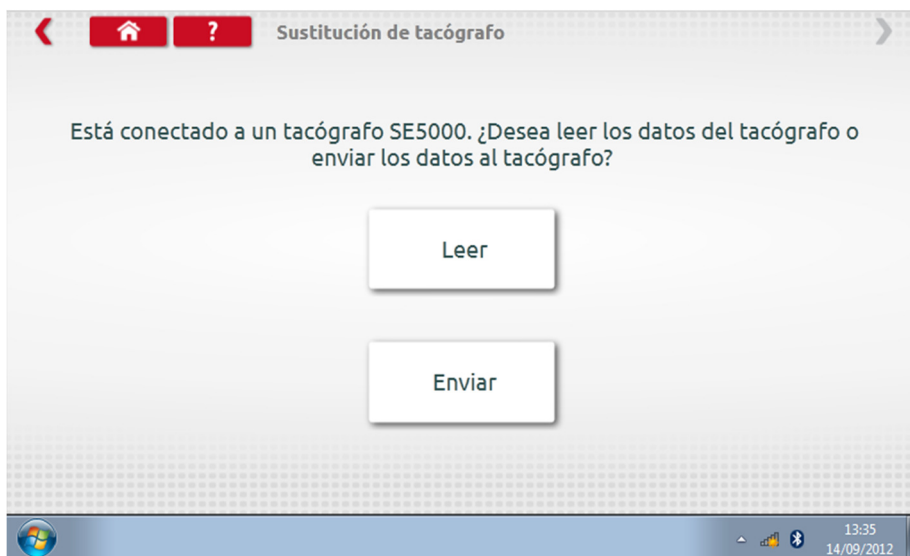 ? Sustitución de tacógrafo
Está conectado a un tacógrafo SE5000. ¿Desea leer los datos del tacógrafo o
enviar los datos al tacógrafo?
Leer
Enviar
13:35
14/09/2012